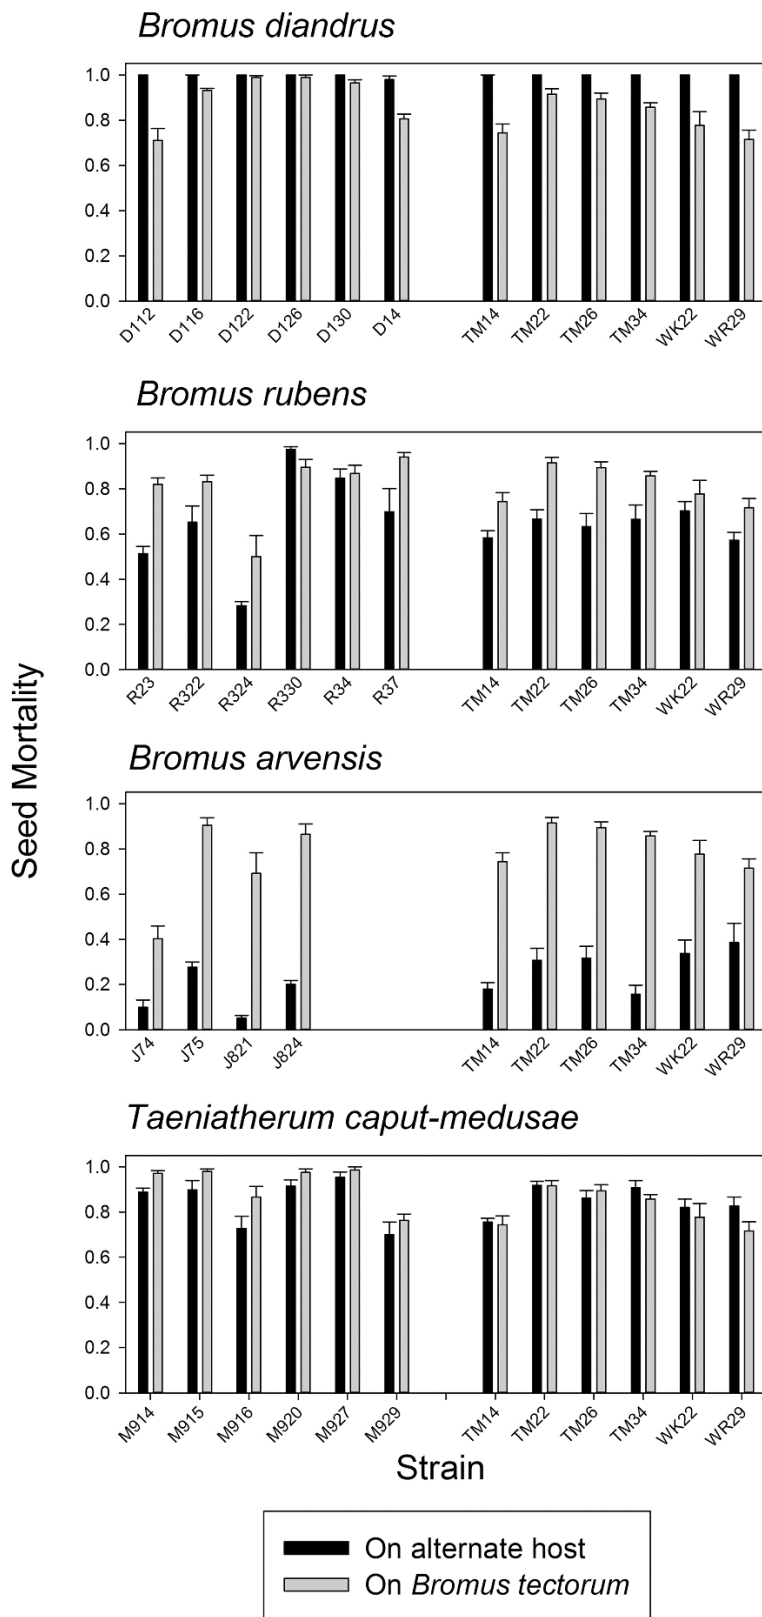 Bromus diandrus
1.0
0.8
0.6
0.4
0.2
0.0
D112 D116 D122 D126 D130 D14 TM14 TM22 TM26 TM34 WK22 WR29
Bromus rubens
1.0
0.8
0.6
0.4
0.2
0.0
R23 R322 R324 R330 R34 R37 TM14 TM22 TM26 TM34 WK22 WR29
Seed Mortality
Bromus arvensis
1.0
0.8
0.6
0.4
0.2
0.0
J74 J75 J821 J824 TM14 TM22 TM26 TM34 WK22 WR29
Taeniatherum caput-medusae
1.0
0.8
0.6
0.4
0.2
0.0
M914 M915 M916 M920 M927 M929 TM14 TM22 TM26 TM34 WK22 WR29
Strain
On alternate host
On Bromus tectorum